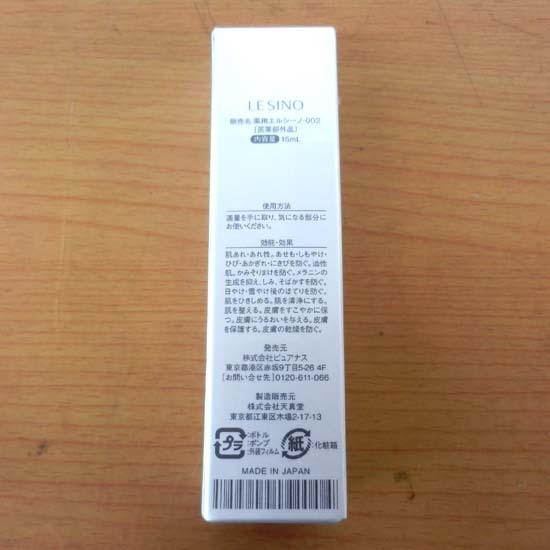 LE SINO
販売名 薬用エルシーノ-002
[医薬部外品]
内容量 15mL
使用方法
適量を手に取り、気になる部分に
お使いください。
効能・効果
肌あれ・あれ性。あせも・しもやけ・
ひび・あかぎれ・にきびを防ぐ。油性
肌。かみそりまけを防ぐ。メラニンの
生成を抑え、しみ、そばかすを防ぐ。
日やけ・雪やけ後のほてりを防ぐ。
肌をひきしめる。肌を清浄にする。
肌を整える。皮膚をすこやかに保
つ。皮膚にうるおいを与える。皮膚
を保護する。皮膚の乾燥を防ぐ。
発売元
株式会社ピュアナス
東京都港区赤坂9丁目5-26 4F
[お問い合せ先] 0120-611-066
製造販売元
株式会社天真堂
東京都江東区木場2-17-13
プラ :ボトル :ポンプ :外装フィルム 紙 :化粧箱
MADE IN JAPAN